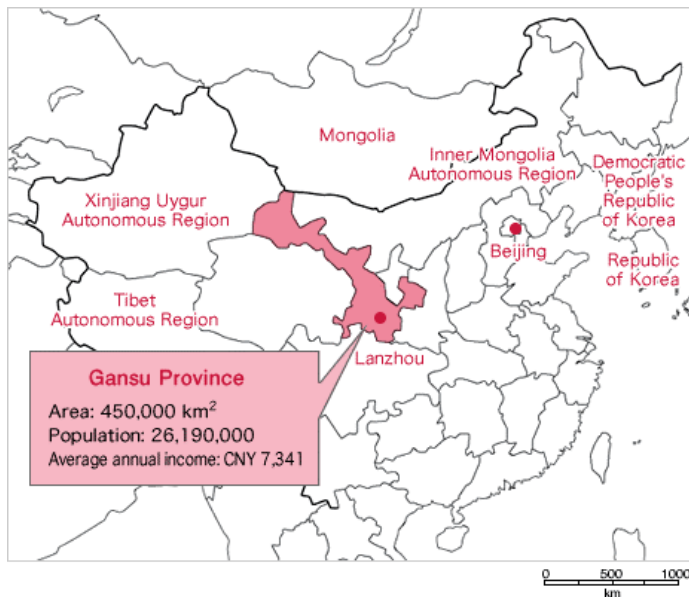 Mongolia
Inner Mongolia
Autonomous Region
Democratic
People's
Republic
of Korea
Xinjiang Uygur
Autonomous Region
Beijing
Republic
of Korea
Tibet
Autonomous Region
Lanzhou
Gansu Province
Area: 450,000 km²
Population: 26,190,000
Average annual income: CNY 7,341
0 500 1000
km